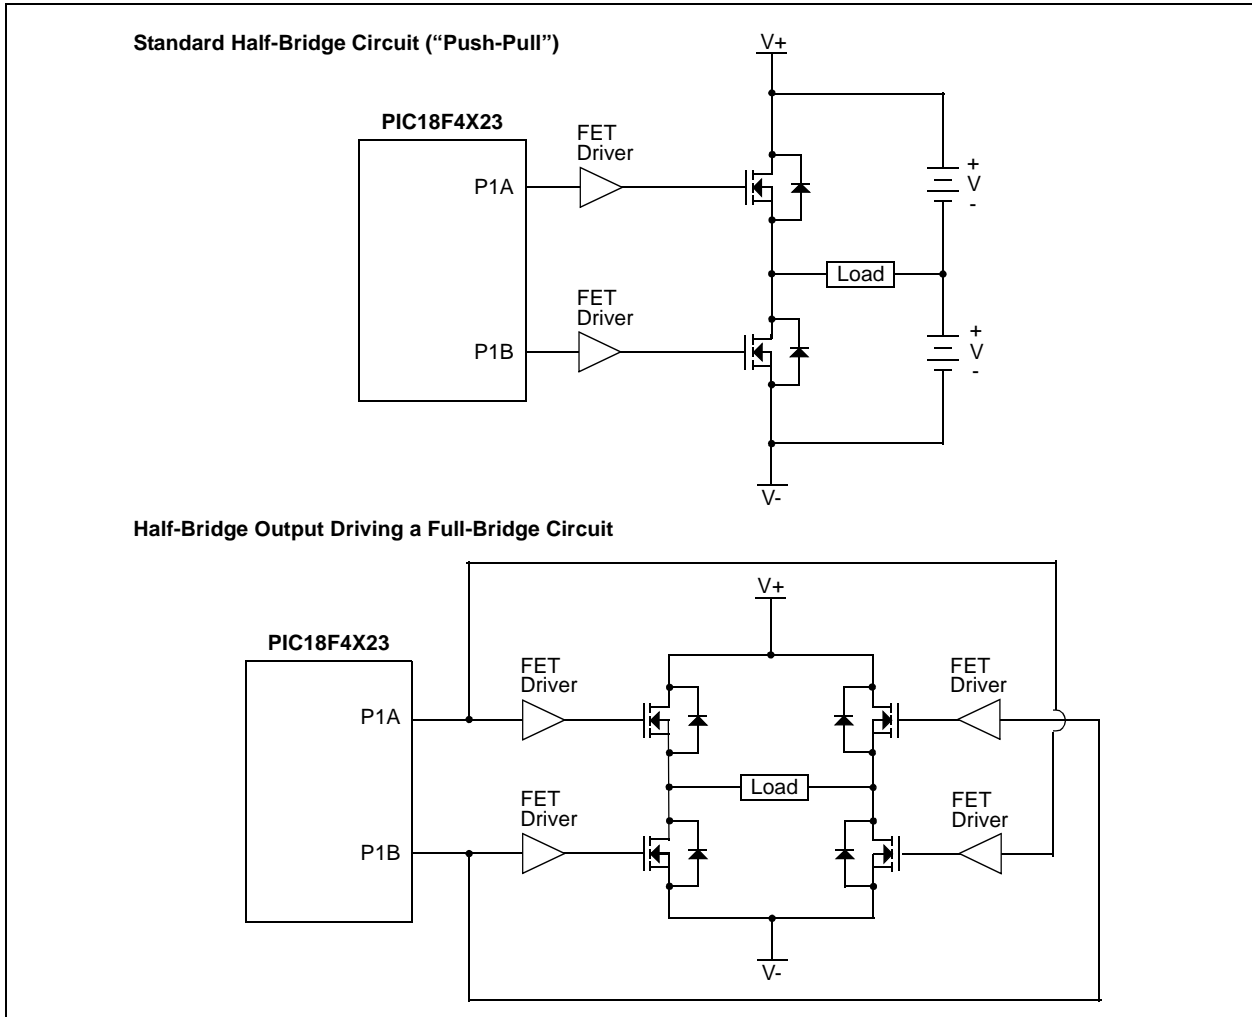 Standard Half-Bridge Circuit (“Push-Pull”)
V+
PIC18F4X23
FET
Driver
P1A
+
V
-
Load
FET
Driver
P1B
+
V
-
V-
Half-Bridge Output Driving a Full-Bridge Circuit
V+
PIC18F4X23
FET
Driver
FET
Driver
P1A
Load
FET
Driver
FET
Driver
P1B
V-